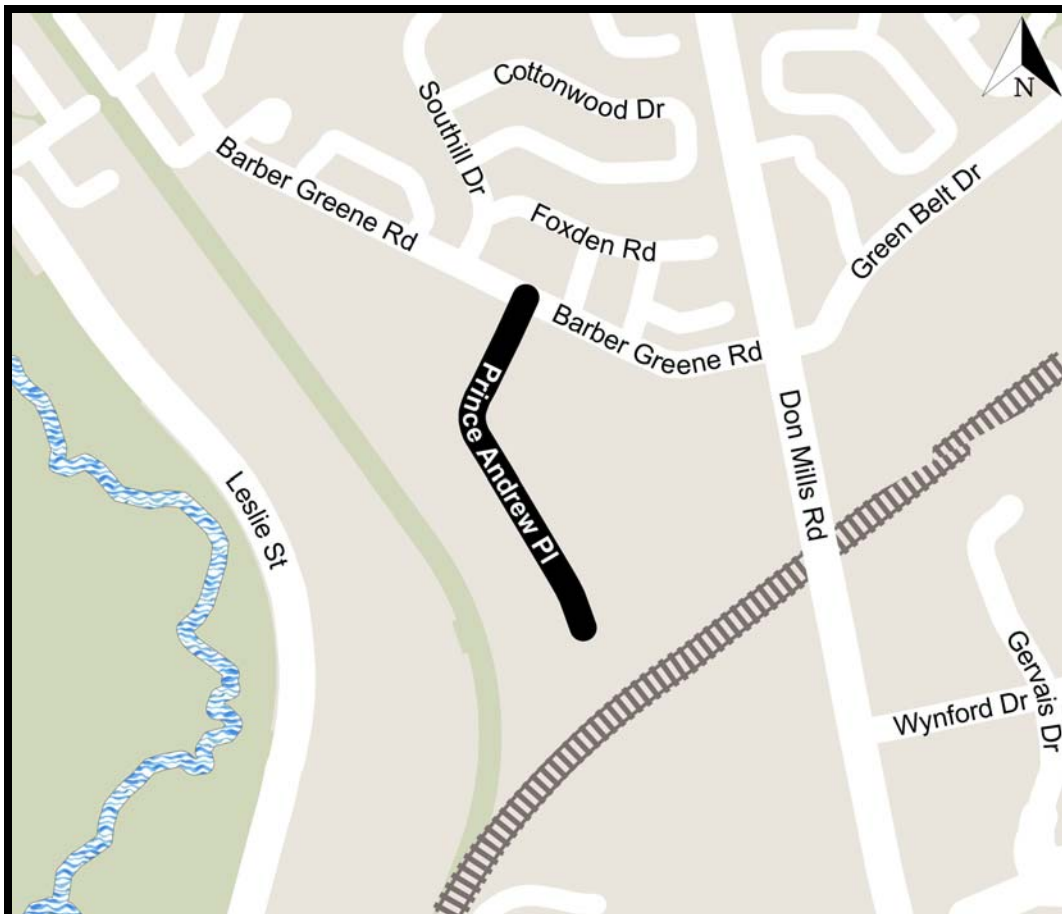 N
Cottonwood Dr
Southill Dr
Barber Greene Rd
Foxden Rd
Green Belt Dr
Barber Greene Rd
Prince Andrew Pl
Don Mills Rd
Leslie St
Gervais Dr
Wynford Dr